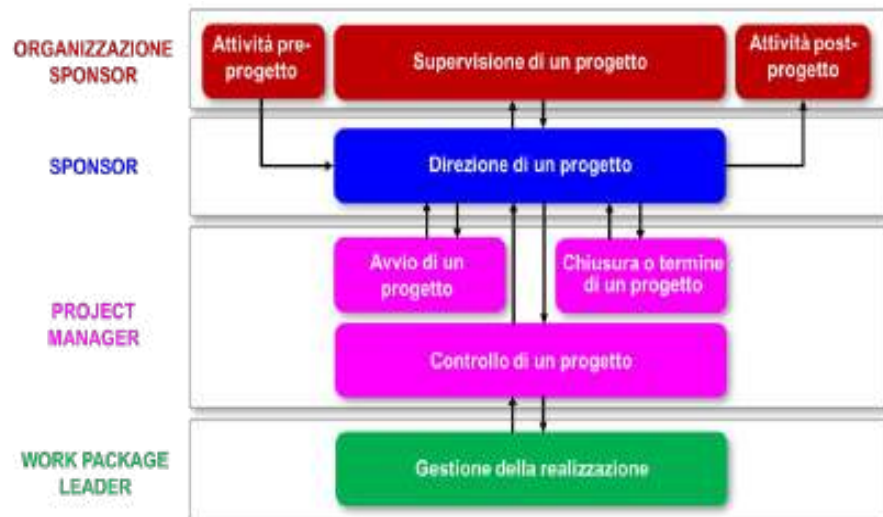 ORGANIZZAZIONE
SPONSOR
Attività pre-
progetto
Supervisione di un progetto
Attività post-
progetto
SPONSOR
Direzione di un progetto
PROJECT
MANAGER
Avvio di un
progetto
Chiusura o termine
di un progetto
Controllo di un progetto
WORK PACKAGE
LEADER
Gestione della realizzazione